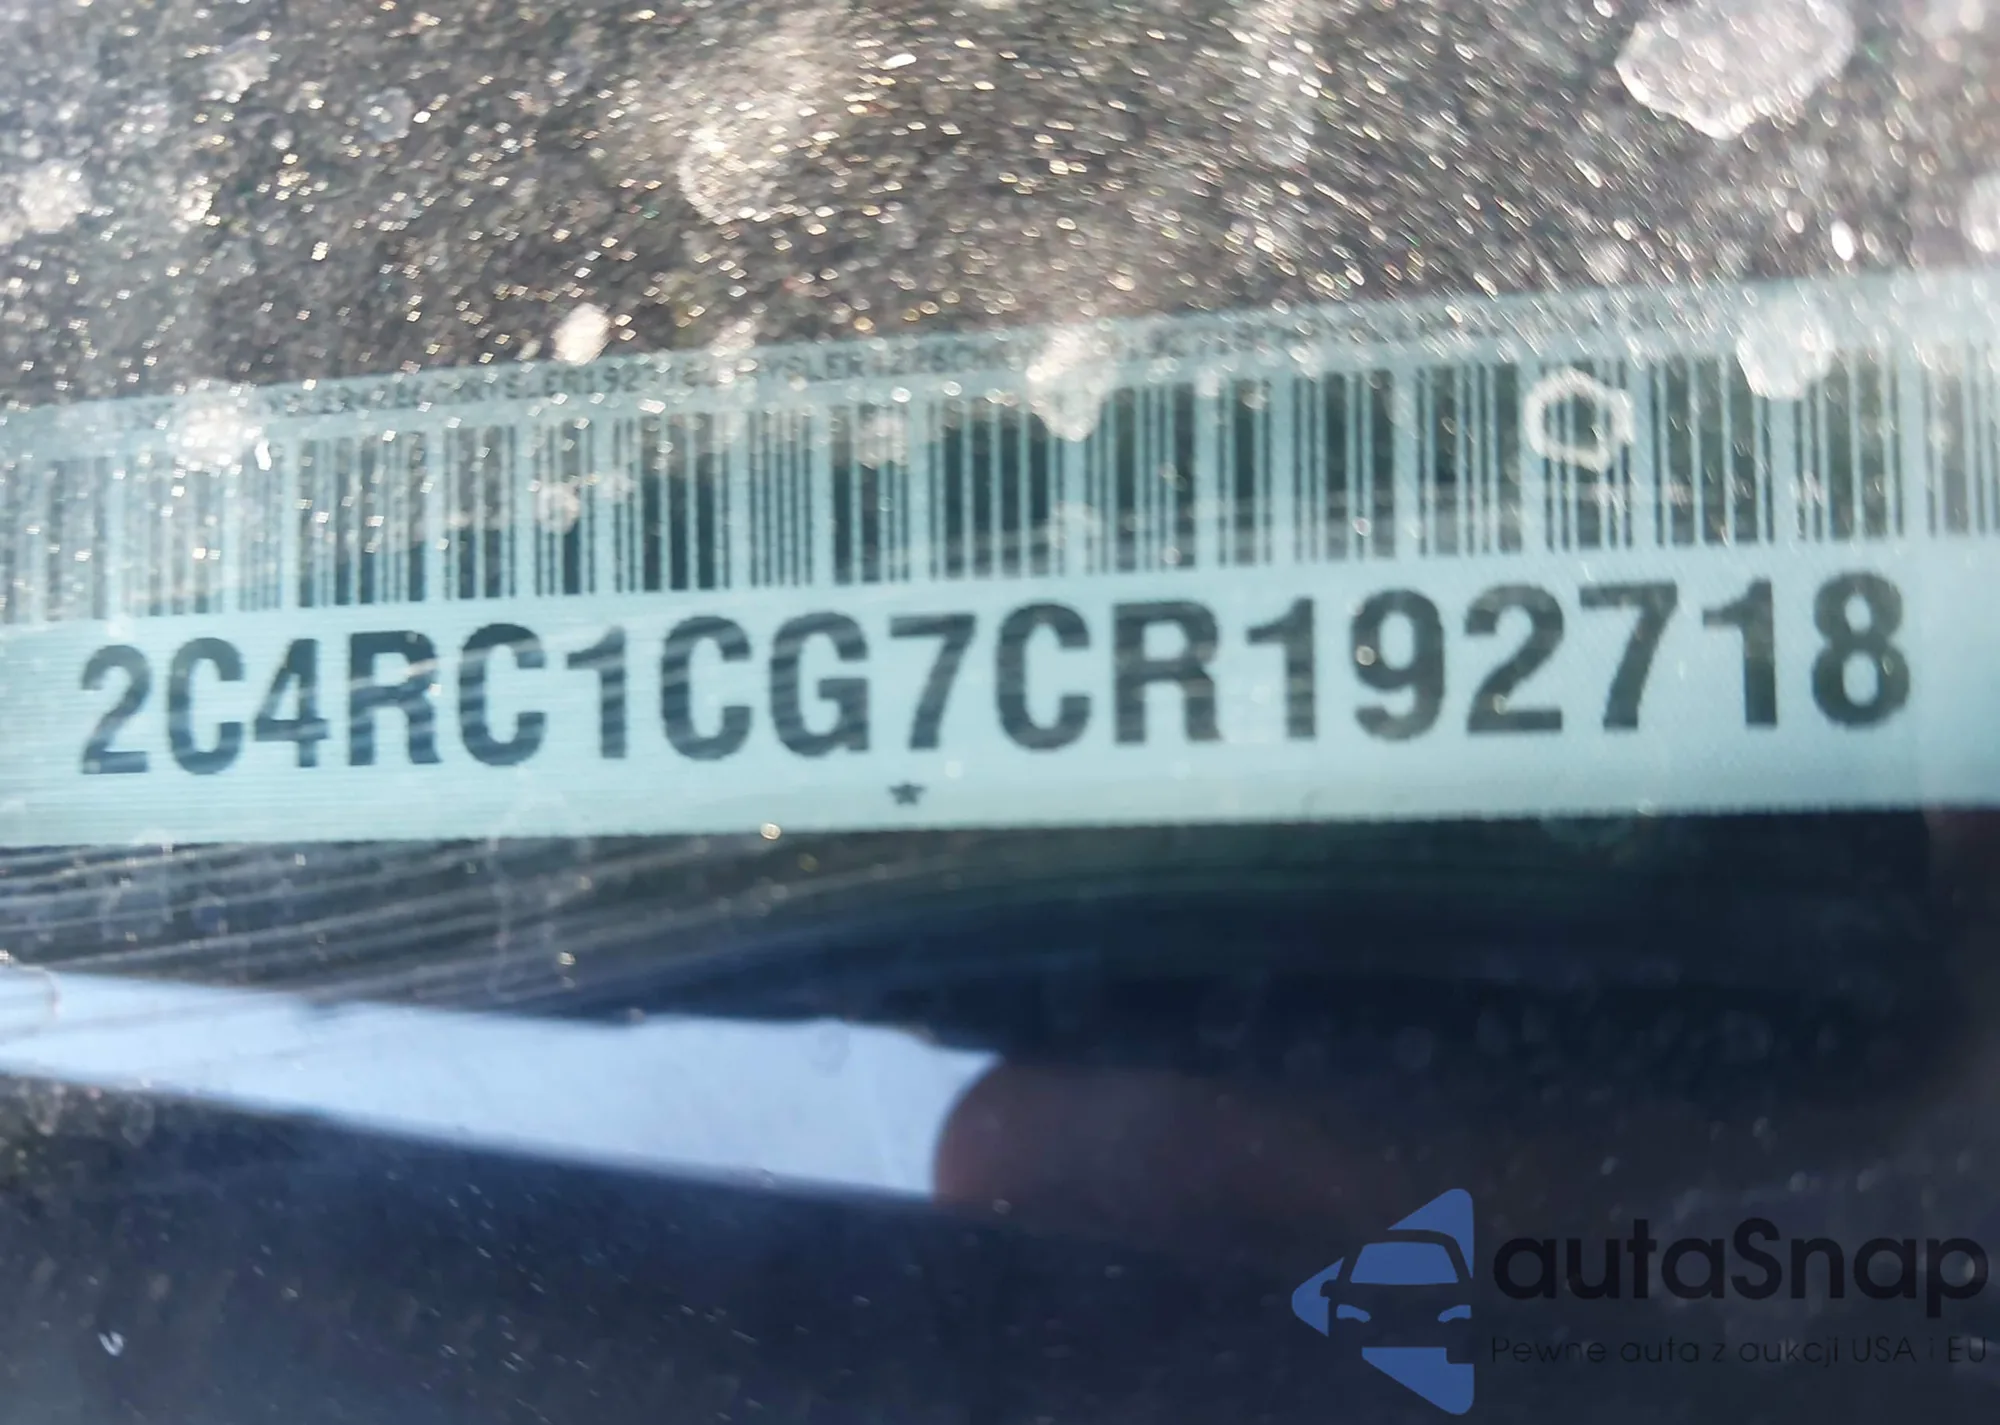 2C4RC1CG7CR192718
autaSnap
Pewne auta z aukcji USA i EU